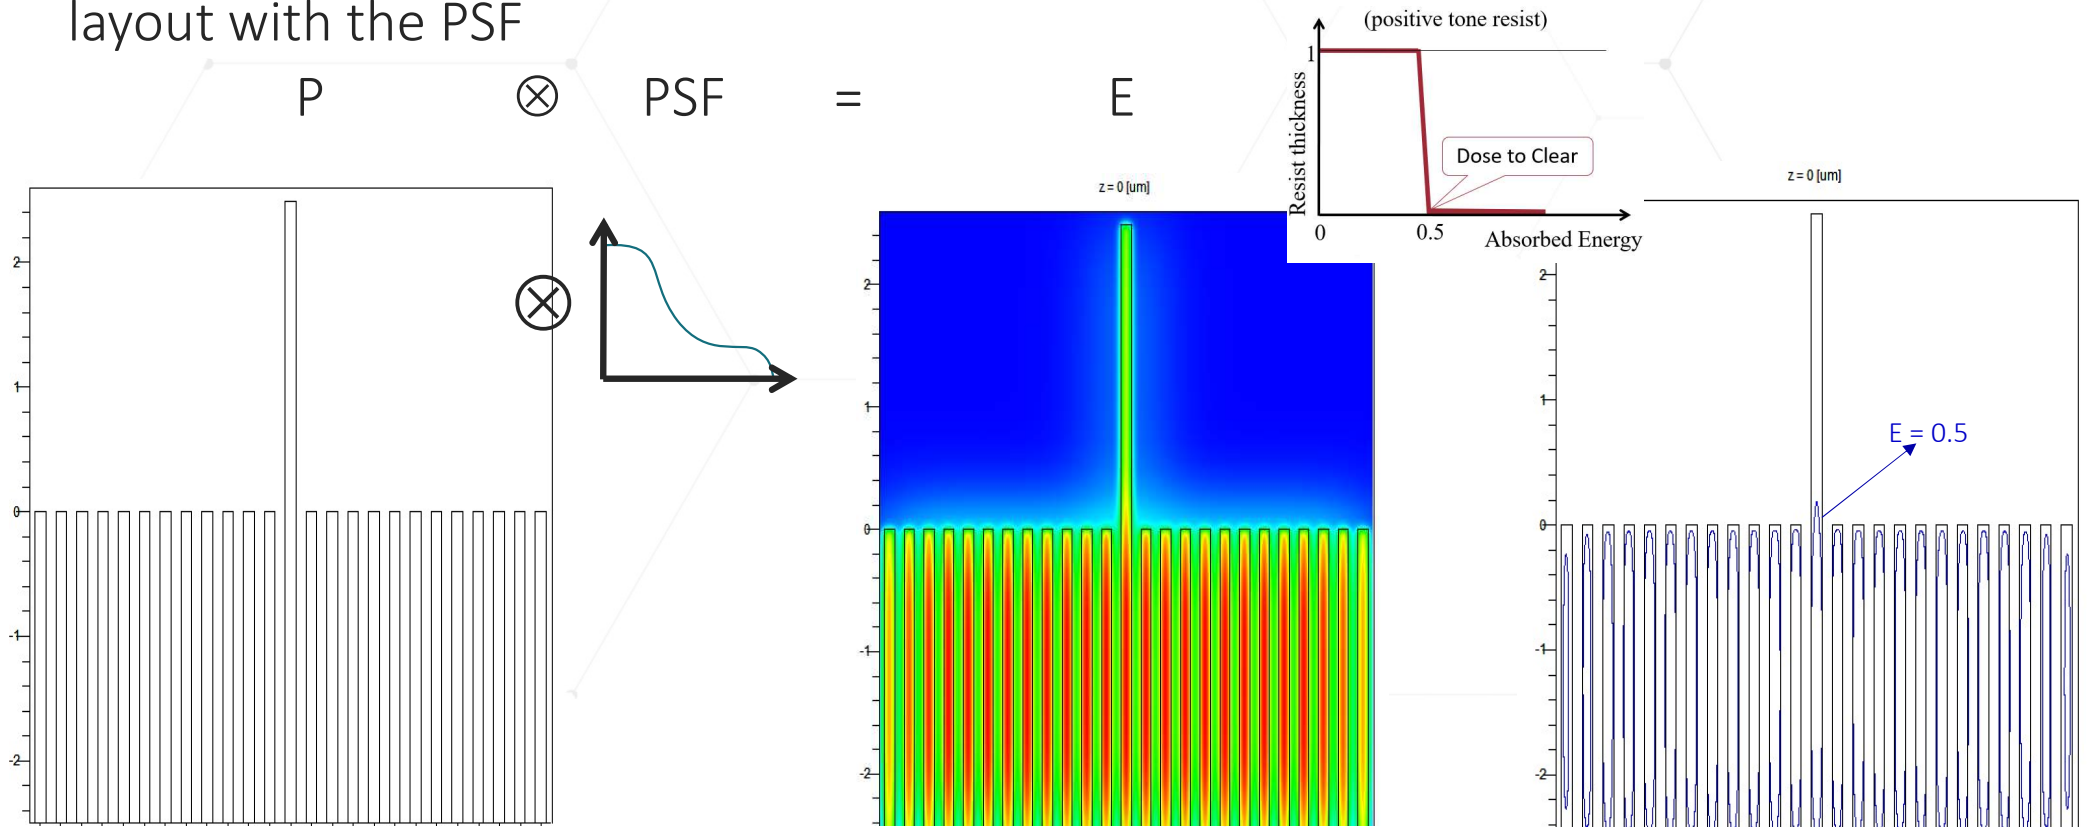 layout with the PSF
P ⊗ PSF = E
(positive tone resist)
1
Resist thickness
Dose to Clear
0
0.5
Absorbed Energy
2
1
0
-1
-2
⊗
z = 0 [um]
2
1
0
-1
-2
z = 0 [um]
2
1
0
-1
-2
E = 0.5